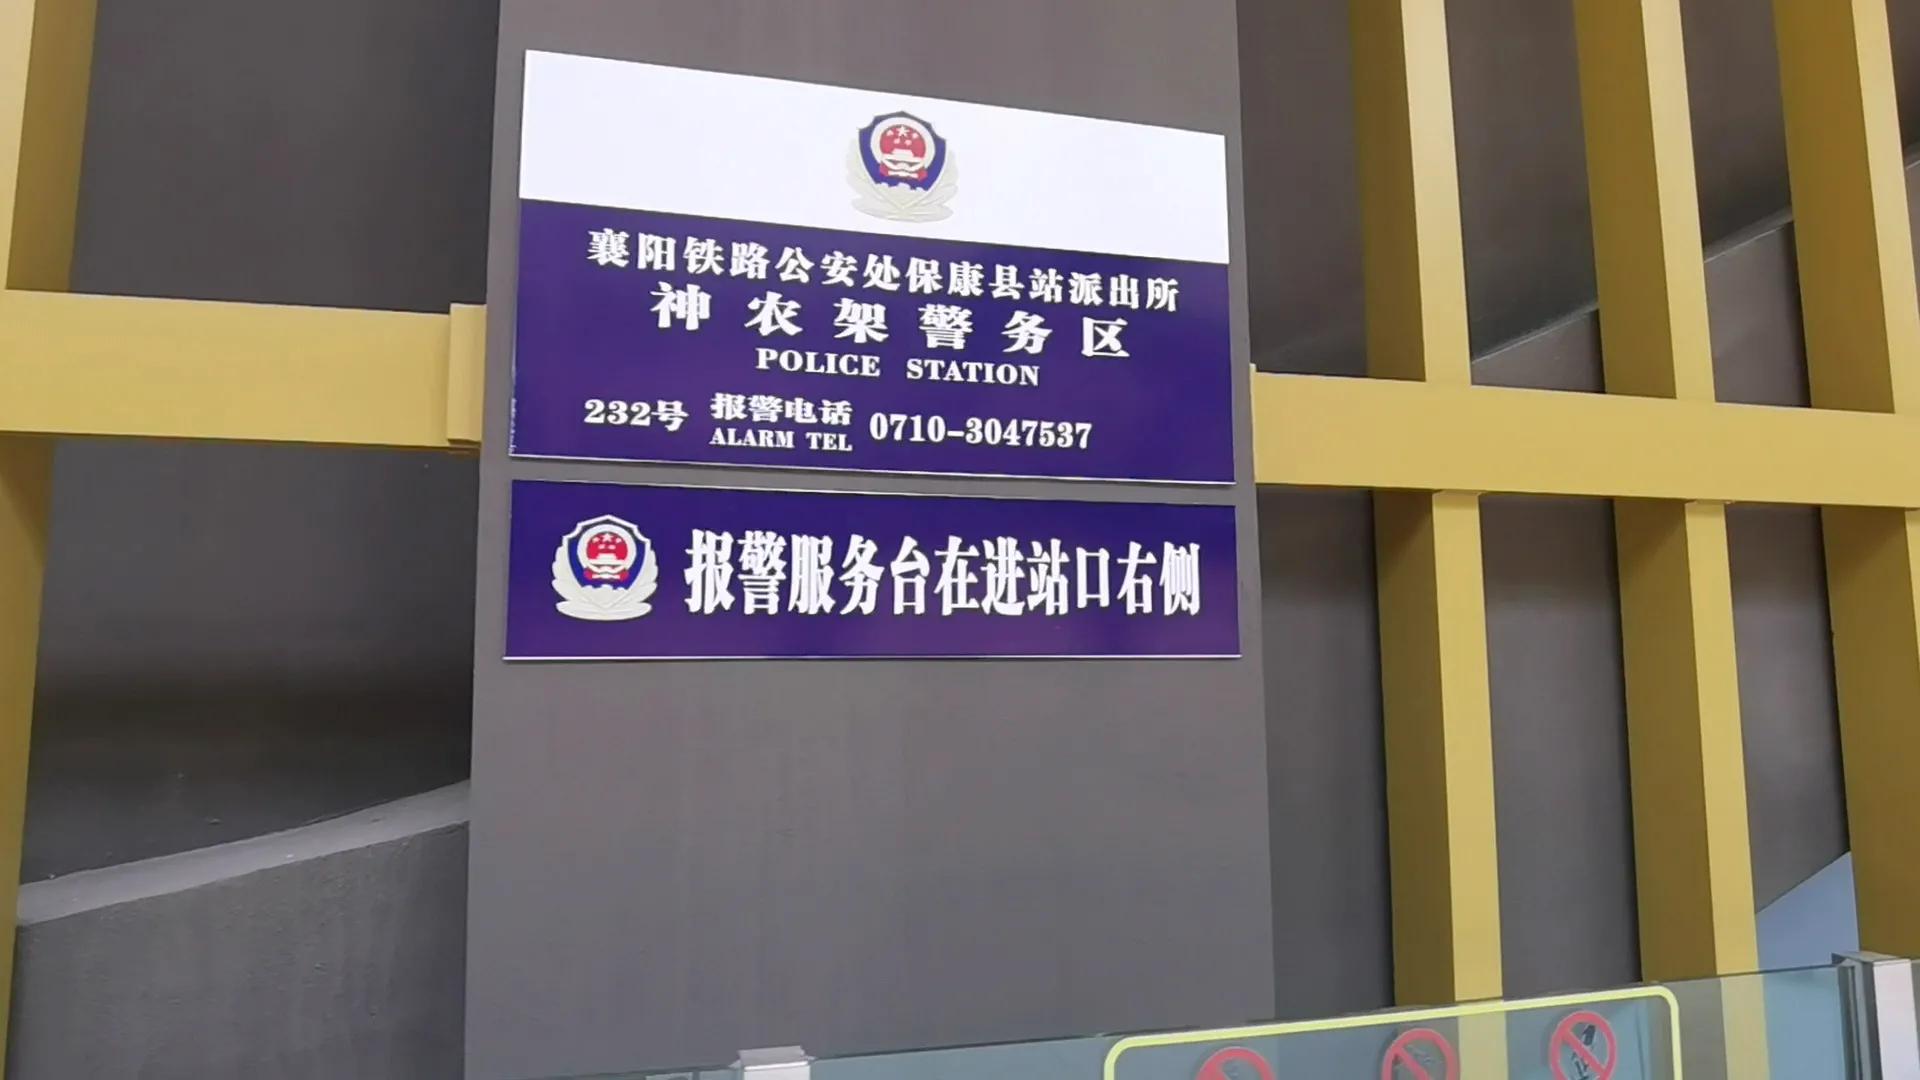 襄阳铁路公安处保康县站派出所
神农架警务区
POLICE STATION
232号 报警电话 0710-3047537
ALARM TEL
报警服务台在进站口右侧